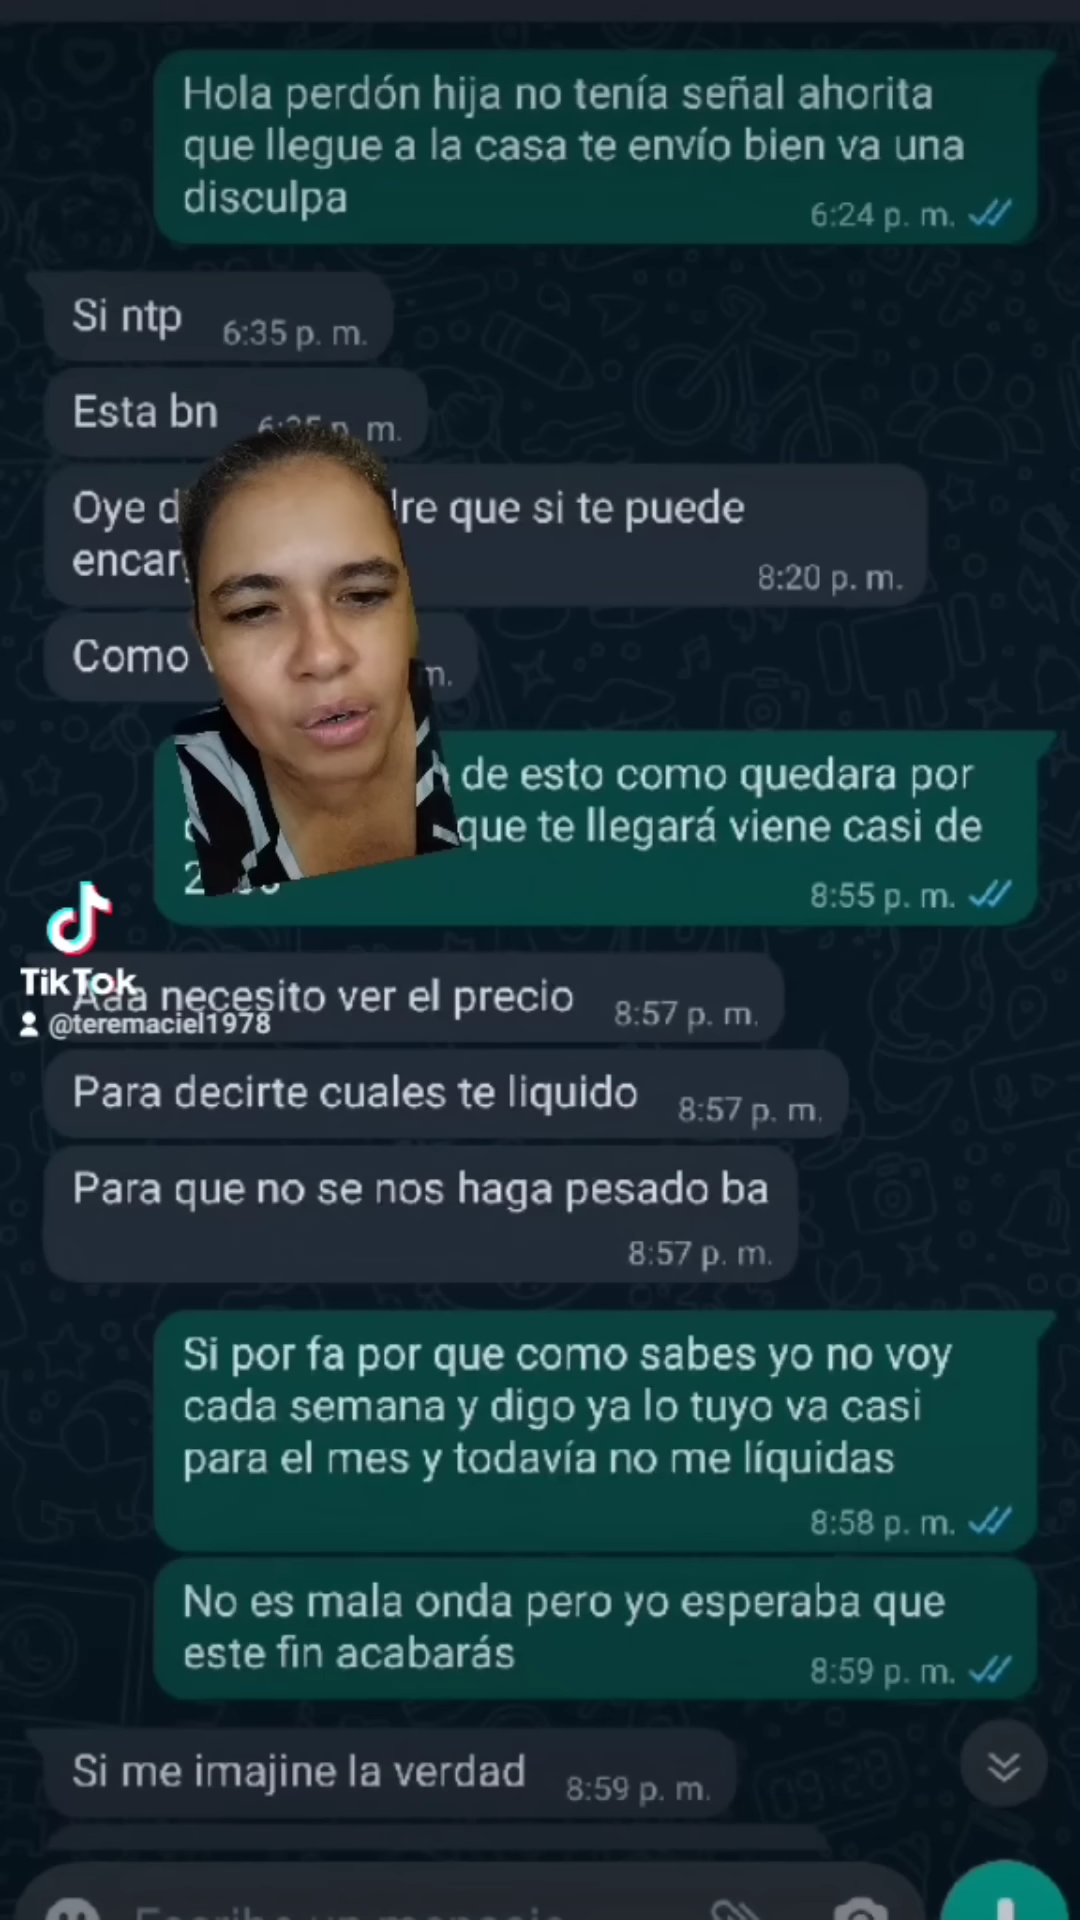 Hola perdón hija no tenía señal ahorita
que llegue a la casa te envío bien va una
disculpa
6:24 p. m.
Si ntp
6:35 p. m.
Esta bn
m.
Oye
que si te puede
8:20 p. m.
Como
m.
de esto como quedara por
que te llegará viene casi de
8:55 p. m.
TikTok
@teremaciel1978
Aaa necesito ver el precio
8:57 p. m.
Para decirte cuales te liquido
8:57 p. m.
Para que no se nos haga pesado ba
8:57 p. m.
Si por fa por que como sabes yo no voy
cada semana y digo ya lo tuyo va casi
para el mes y todavía no me líquidas
8:58 p. m.
No es mala onda pero yo esperaba que
este fin acabarás
8:59 p. m.
Si me imajine la verdad
8:59 p. m.